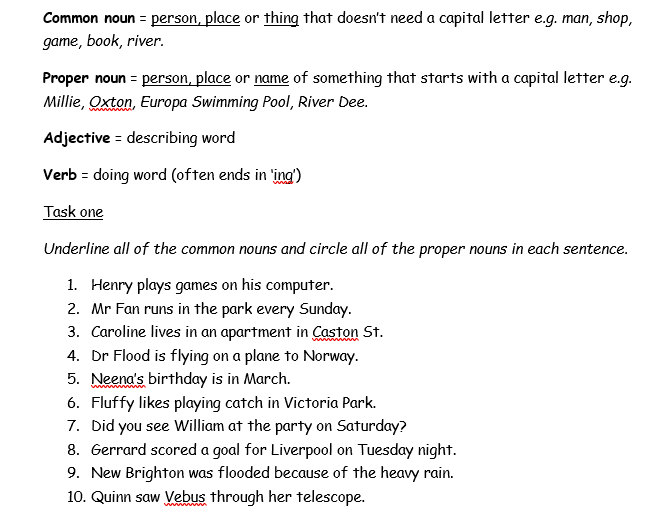 Common noun = person, place or thing that doesn't need a capital letter e.g. man, shop,
game, book, river.
Proper noun = person, place or name of something that starts with a capital letter e.g.
Millie, Oxton, Europa Swimming Pool, River Dee.
Adjective = describing word
Verb = doing word (often ends in 'ing')
Task one
Underline all of the common nouns and circle all of the proper nouns in each sentence.
1. Henry plays games on his computer.
2. Mr Fan runs in the park every Sunday.
3. Caroline lives in an apartment in Caston St.
4. Dr Flood is flying on a plane to Norway.
5. Neena's birthday is in March.
6. Fluffy likes playing catch in Victoria Park.
7. Did you see William at the party on Saturday?
8. Gerrard scored a goal for Liverpool on Tuesday night.
9. New Brighton was flooded because of the heavy rain.
10. Quinn saw Vebus through her telescope.